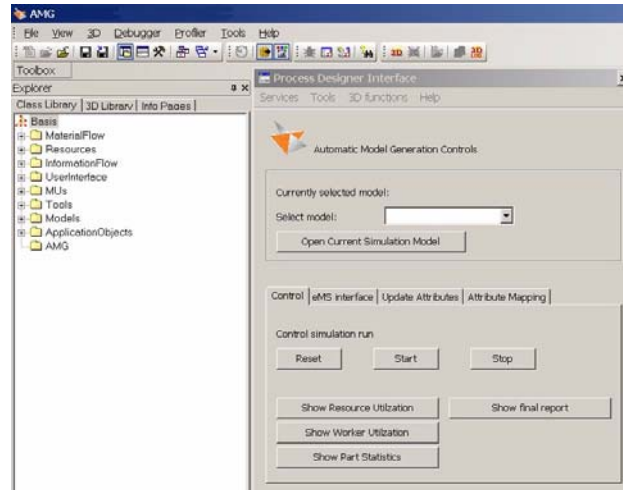 AMG
File View 3D Debugger Profiler Tools Help
Toolbox
Explorer
Class Library 3D Library Info Pages
Basis
MaterialFlow
Resources
InformationFlow
UserInterface
MUs
Tools
Models
ApplicationObjects
AMG
Process Designer Interface
Services Tools 3D functions Help
Automatic Model Generation Controls
Currently selected model:
Select model:
Open Current Simulation Model
Control eMS Interface Update Attributes Attribute Mapping
Control simulation run
Reset Start Stop
Show Resource Utilzation Show final report
Show Worker Utilzation
Show Part Statistics